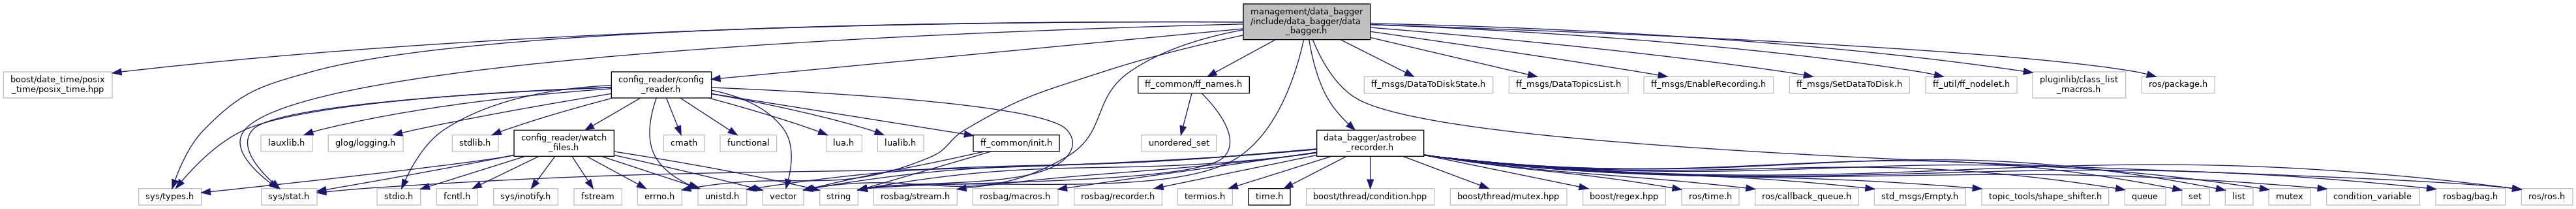 management/data_bagger
/include/data_bagger/data
_bagger.h
boost/date_time/posix
_time/posix_time.hpp
config_reader/config
_reader.h
ff_common/ff_names.h
ff_msgs/DataToDiskState.h
ff_msgs/DataTopicsList.h
ff_msgs/EnableRecording.h
ff_msgs/SetDataToDisk.h
ff_util/ff_nodelet.h
pluginlib/class_list
_macros.h
ros/package.h
lauxlib.h
glog/logging.h
stdlib.h
config_reader/watch
_files.h
cmath
functional
lua.h
lualib.h
ff_common/init.h
unordered_set
data_bagger/astrobee
_recorder.h
sys/types.h
sys/stat.h
stdio.h
fcntl.h
sys/inotify.h
fstream
errno.h
unistd.h
vector
string
rosbag/stream.h
rosbag/macros.h
rosbag/recorder.h
termios.h
time.h
boost/thread/condition.hpp
boost/thread/mutex.hpp
boost/regex.hpp
ros/time.h
ros/callback_queue.h
std_msgs/Empty.h
topic_tools/shape_shifter.h
queue
set
list
mutex
condition_variable
rosbag/bag.h
ros/ros.h